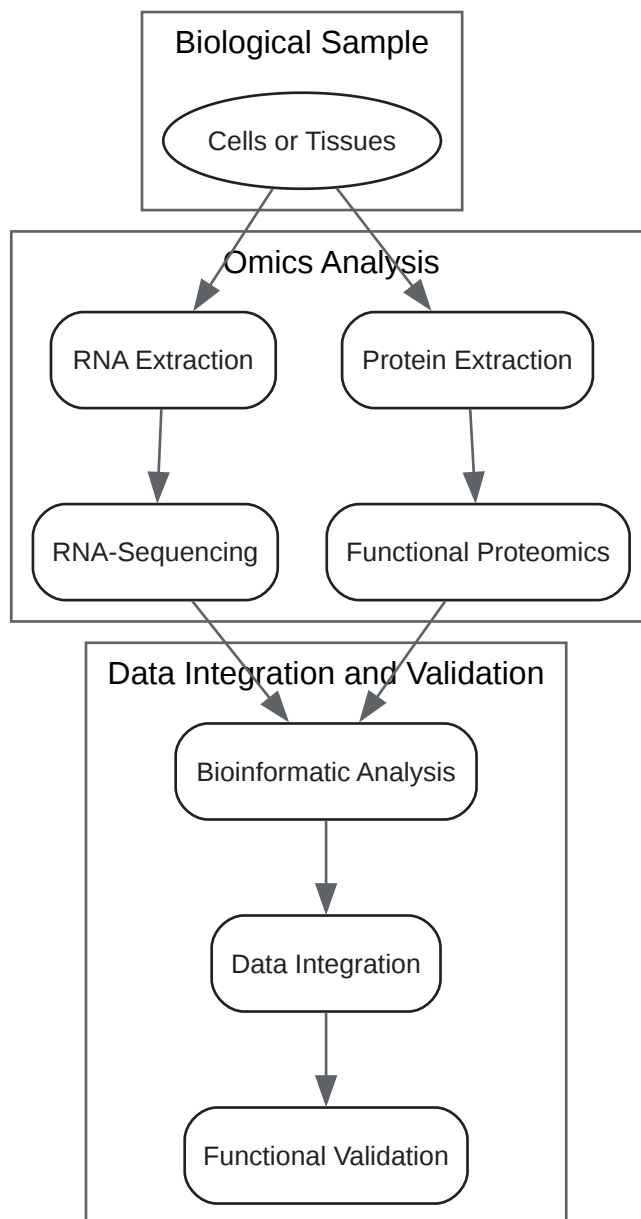 Biological Sample
Cells or Tissues
Omics Analysis
RNA Extraction
Protein Extraction
RNA-Sequencing
Functional Proteomics
Data Integration and Validation
Bioinformatic Analysis
Data Integration
Functional Validation